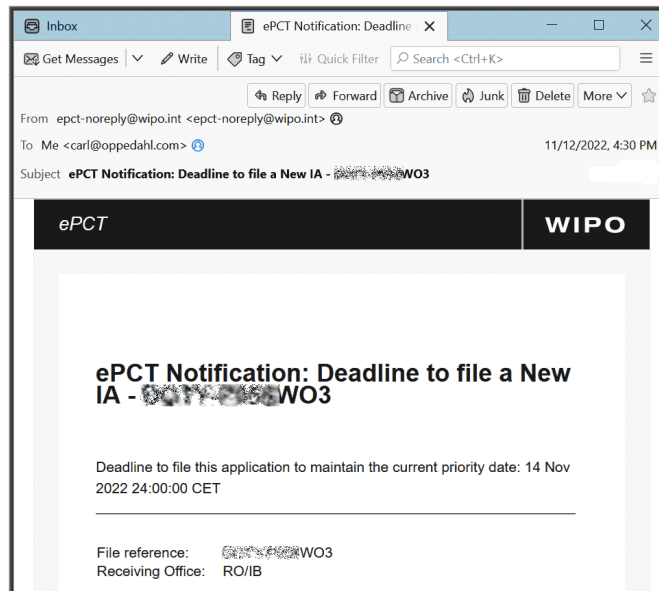 Inbox
ePCT Notification: Deadline
Get Messages Write Tag Quick Filter Search <Ctrl+K>
Reply Forward Archive Junk Delete More
From epct-noreply@wipo.int <epct-noreply@wipo.int>
To Me <carl@oppedahl.com> 11/12/2022, 4:30 PM
Subject ePCT Notification: Deadline to file a New IA - WO3
ePCT WIPO
ePCT Notification: Deadline to file a New
IA - WO3
Deadline to file this application to maintain the current priority date: 14 Nov
2022 24:00:00 CET
File reference: WO3
Receiving Office: RO/IB